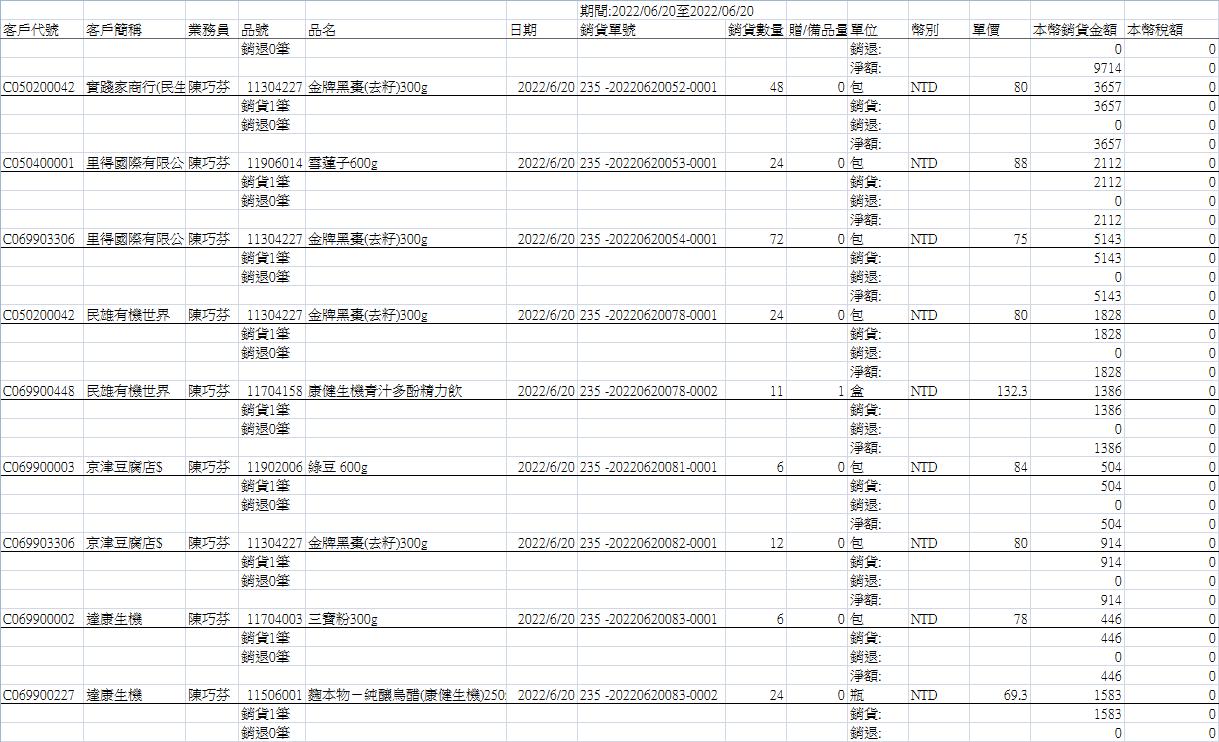 期間:2022/06/20至2022/06/20
客戶代號 客戶簡稱 業務員 品號 品名 日期 銷貨單號 銷貨數量 贈/備品量 單位 幣別 單價 本幣銷貨金額 本幣稅額
銷退0筆 銷退: 0 0
淨額: 9714 0
C050200042 實踐家商行(民生 陳巧芬 11304227 金牌黑棗(去籽)300g 2022/6/20 235 -20220620052-0001 48 0 包 NTD 80 3657 0
銷貨1筆 銷貨: 3657 0
銷退0筆 銷退: 0 0
淨額: 3657 0
C050400001 里得國際有限公 陳巧芬 11906014 雪蓮子600g 2022/6/20 235 -20220620053-0001 24 0 包 NTD 88 2112 0
銷貨1筆 銷貨: 2112 0
銷退0筆 銷退: 0 0
淨額: 2112 0
C069903306 里得國際有限公 陳巧芬 11304227 金牌黑棗(去籽)300g 2022/6/20 235 -20220620054-0001 72 0 包 NTD 75 5143 0
銷貨1筆 銷貨: 5143 0
銷退0筆 銷退: 0 0
淨額: 5143 0
C050200042 民雄有機世界 陳巧芬 11304227 金牌黑棗(去籽)300g 2022/6/20 235 -20220620078-0001 24 0 包 NTD 80 1828 0
銷貨1筆 銷貨: 1828 0
銷退0筆 銷退: 0 0
淨額: 1828 0
C069900448 民雄有機世界 陳巧芬 11704158 康健生機青汁多酚精力飲 2022/6/20 235 -20220620078-0002 11 1 盒 NTD 132.3 1386 0
銷貨1筆 銷貨: 1386 0
銷退0筆 銷退: 0 0
淨額: 1386 0
C069900003 京津豆腐店$ 陳巧芬 11902006 綠豆 600g 2022/6/20 235 -20220620081-0001 6 0 包 NTD 84 504 0
銷貨1筆 銷貨: 504 0
銷退0筆 銷退: 0 0
淨額: 504 0
C069903306 京津豆腐店$ 陳巧芬 11304227 金牌黑棗(去籽)300g 2022/6/20 235 -20220620082-0001 12 0 包 NTD 80 914 0
銷貨1筆 銷貨: 914 0
銷退0筆 銷退: 0 0
淨額: 914 0
C069900002 達康生機 陳巧芬 11704003 三寶粉300g 2022/6/20 235 -20220620083-0001 6 0 包 NTD 78 446 0
銷貨1筆 銷貨: 446 0
銷退0筆 銷退: 0 0
淨額: 446 0
C069900227 達康生機 陳巧芬 11506001 麴本物－純釀烏醋(康健生機)250 2022/6/20 235 -20220620083-0002 24 0 瓶 NTD 69.3 1583 0
銷貨1筆 銷貨: 1583 0
銷退0筆 銷退: 0 0